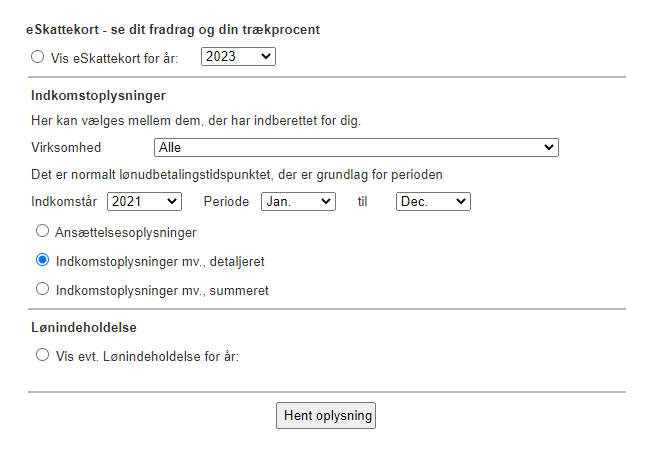 eSkattekort - se dit fradrag og din trækprocent
Vis eSkattekort for år: 2023
Indkomstoplysninger
Her kan vælges mellem dem, der har indberettet for dig.
Virksomhed Alle
Det er normalt lønudbetalingstidspunktet, der er grundlag for perioden
Indkomstår 2021 Periode Jan. til Dec.
Ansættelsesoplysninger
Indkomstoplysninger mv., detaljeret
Indkomstoplysninger mv., summeret
Lønindeholdelse
Vis evt. Lønindeholdelse for år:
Hent oplysning